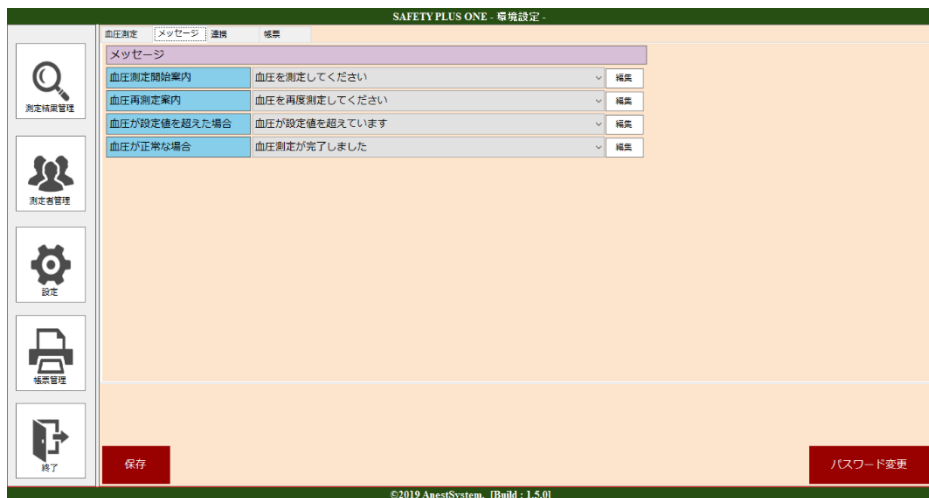 SAFETY PLUS ONE - 環境設定 -
血圧測定 メッセージ 連携 帳票
測定結果管理
測定者管理
設定
帳票管理
終了
メッセージ
血圧測定開始案内 血圧を測定してください 編集
血圧再測定案内 血圧を再度測定してください 編集
血圧が設定値を超えた場合 血圧が設定値を超えています 編集
血圧が正常な場合 血圧測定が完了しました 編集
保存 パスワード変更
©2019 AnestSystem. [Build : 1.5.0]